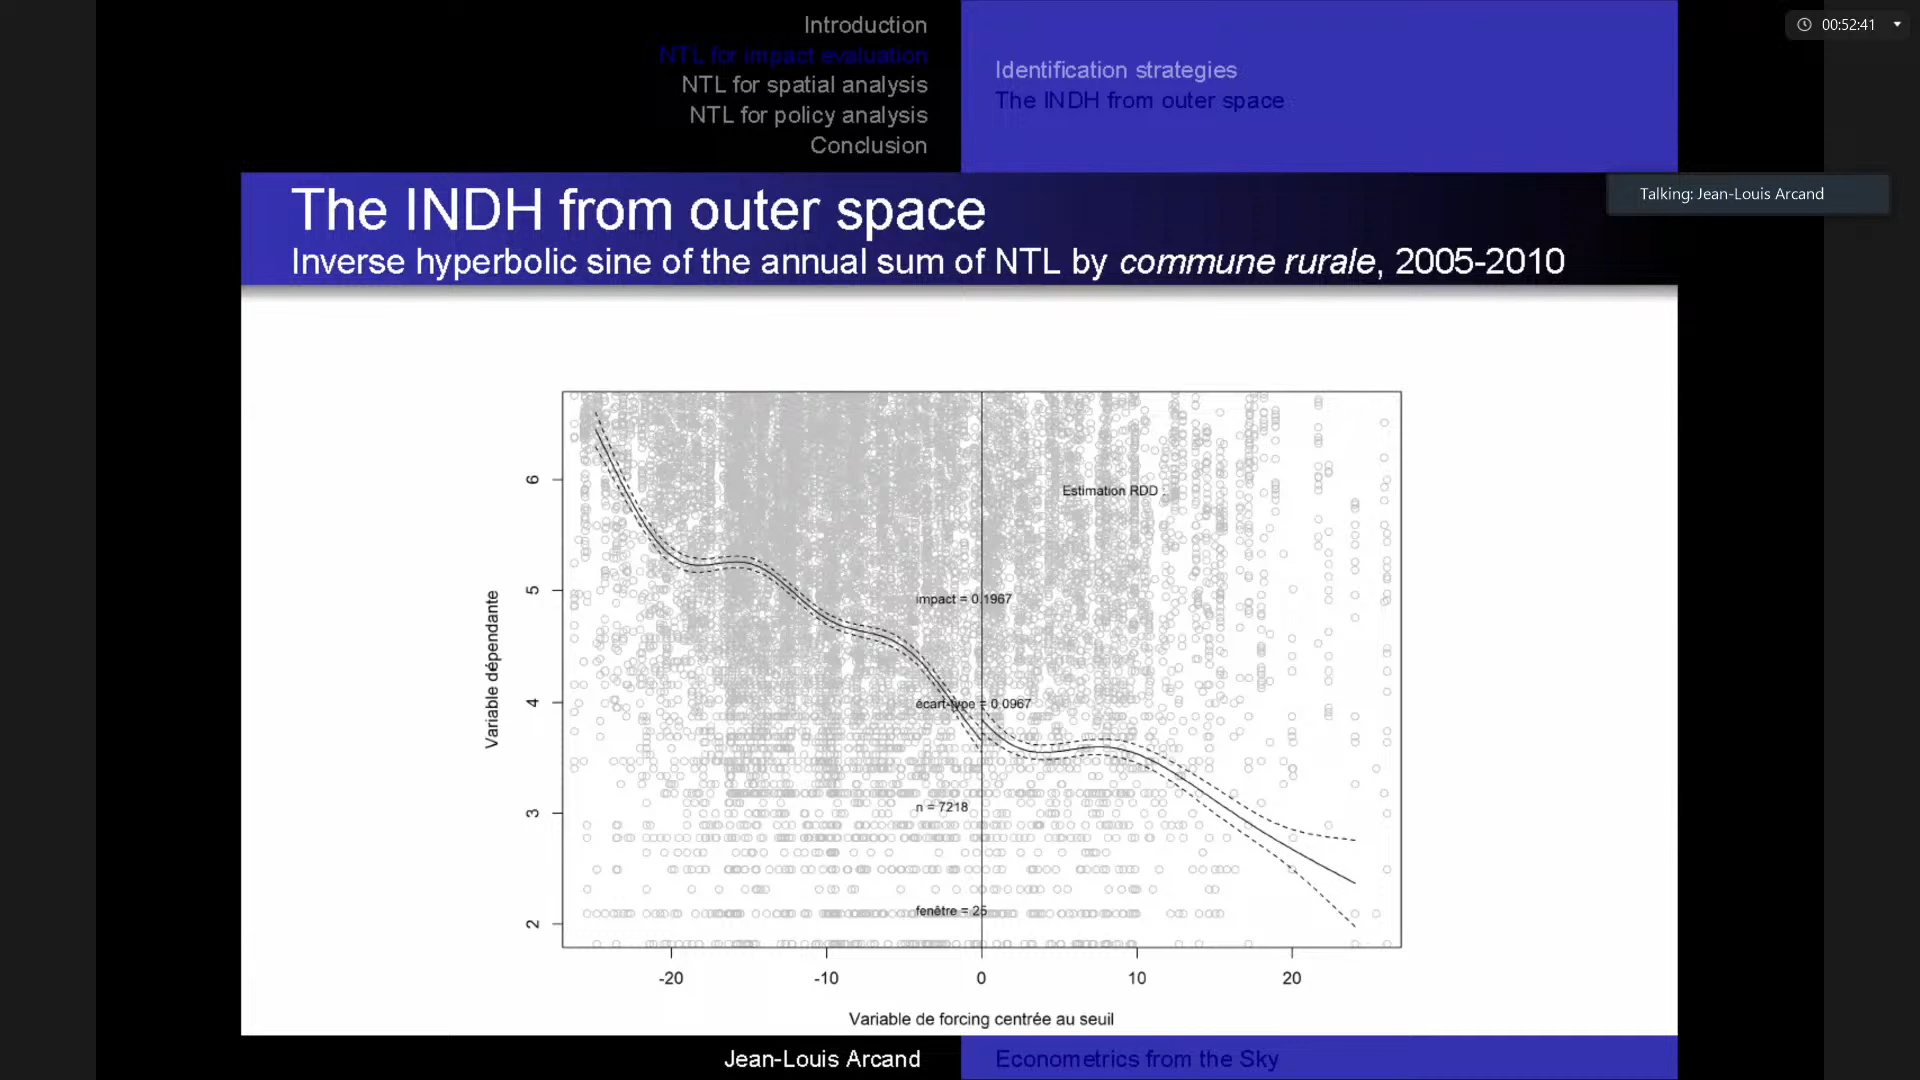 Introduction
NTL for impact evaluation
NTL for spatial analysis
NTL for policy analysis
Conclusion
Identification strategies
The INDH from outer space
00:52:41
Talking: Jean-Louis Arcand
The INDH from outer space
Inverse hyperbolic sine of the annual sum of NTL by commune rurale, 2005-2010
Estimation RDD :
impact = 0.1967
écart-type = 0.0967
n = 7218
fenêtre = 25
Variable dépendante
6
5
4
3
2
-20 -10 0 10 20
Variable de forcing centrée au seuil
Jean-Louis Arcand
Econometrics from the Sky